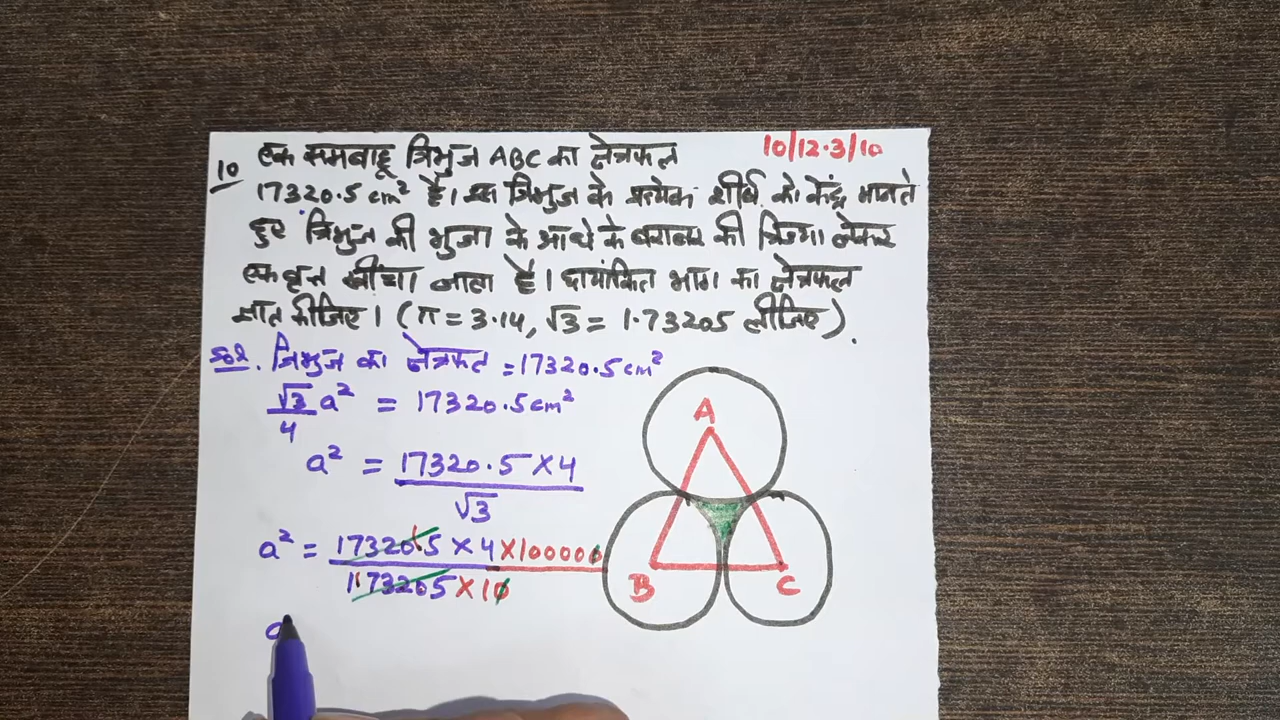 10/12.3/10
10 एक समबाहू त्रिभुज ABC का क्षेत्रफल
17320.5 cm² है। इस त्रिभुज के प्रत्येक शीर्ष को केंद्र मानते
हुए त्रिभुज की भुजा के आधे के बराबर की त्रिज्या लेकर
एक वृत्त खींचा जाता है। छायांकित भाग का क्षेत्रफल
ज्ञात कीजिए। (π = 3.14, √3 = 1.73205 लीजिए).
Sol. त्रिभुज का क्षेत्रफल = 17320.5 cm²
√3/4 a² = 17320.5 cm²
a² = 17320.5 × 4 / √3
a² = 17320.5 × 4 × 100000 / 173205 × 10
a
A
B
C